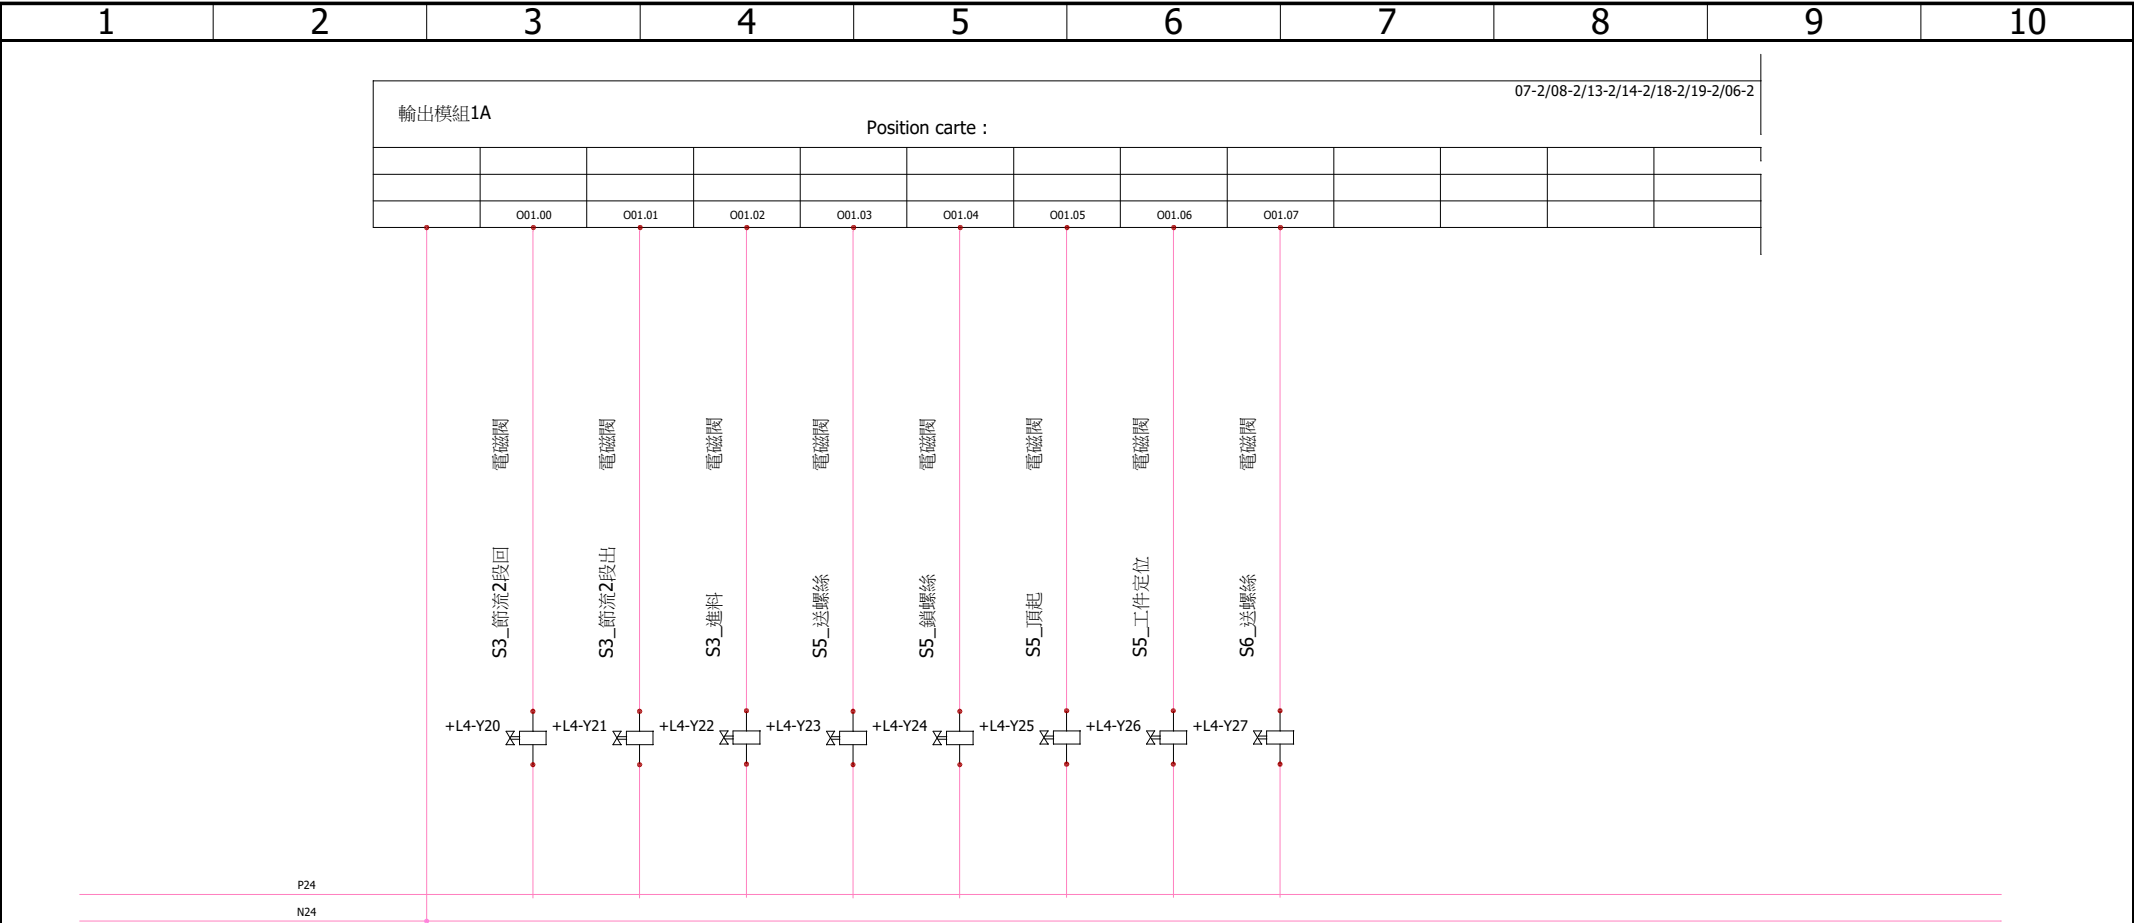 1 2 3 4 5 6 7 8 9 10
07-2/08-2/13-2/14-2/18-2/19-2/06-2
輸出模組1A
Position carte :
O01.00 O01.01 O01.02 O01.03 O01.04 O01.05 O01.06 O01.07
電磁閥 電磁閥 電磁閥 電磁閥 電磁閥 電磁閥 電磁閥 電磁閥
S3_節流2段回
S3_節流2段出
S3_進料
S5_送螺絲
S5_鎖螺絲
S5_頂起
S5_工件定位
S6_送螺絲
+L4-Y20 +L4-Y21 +L4-Y22 +L4-Y23 +L4-Y24 +L4-Y25 +L4-Y26 +L4-Y27
P24
N24